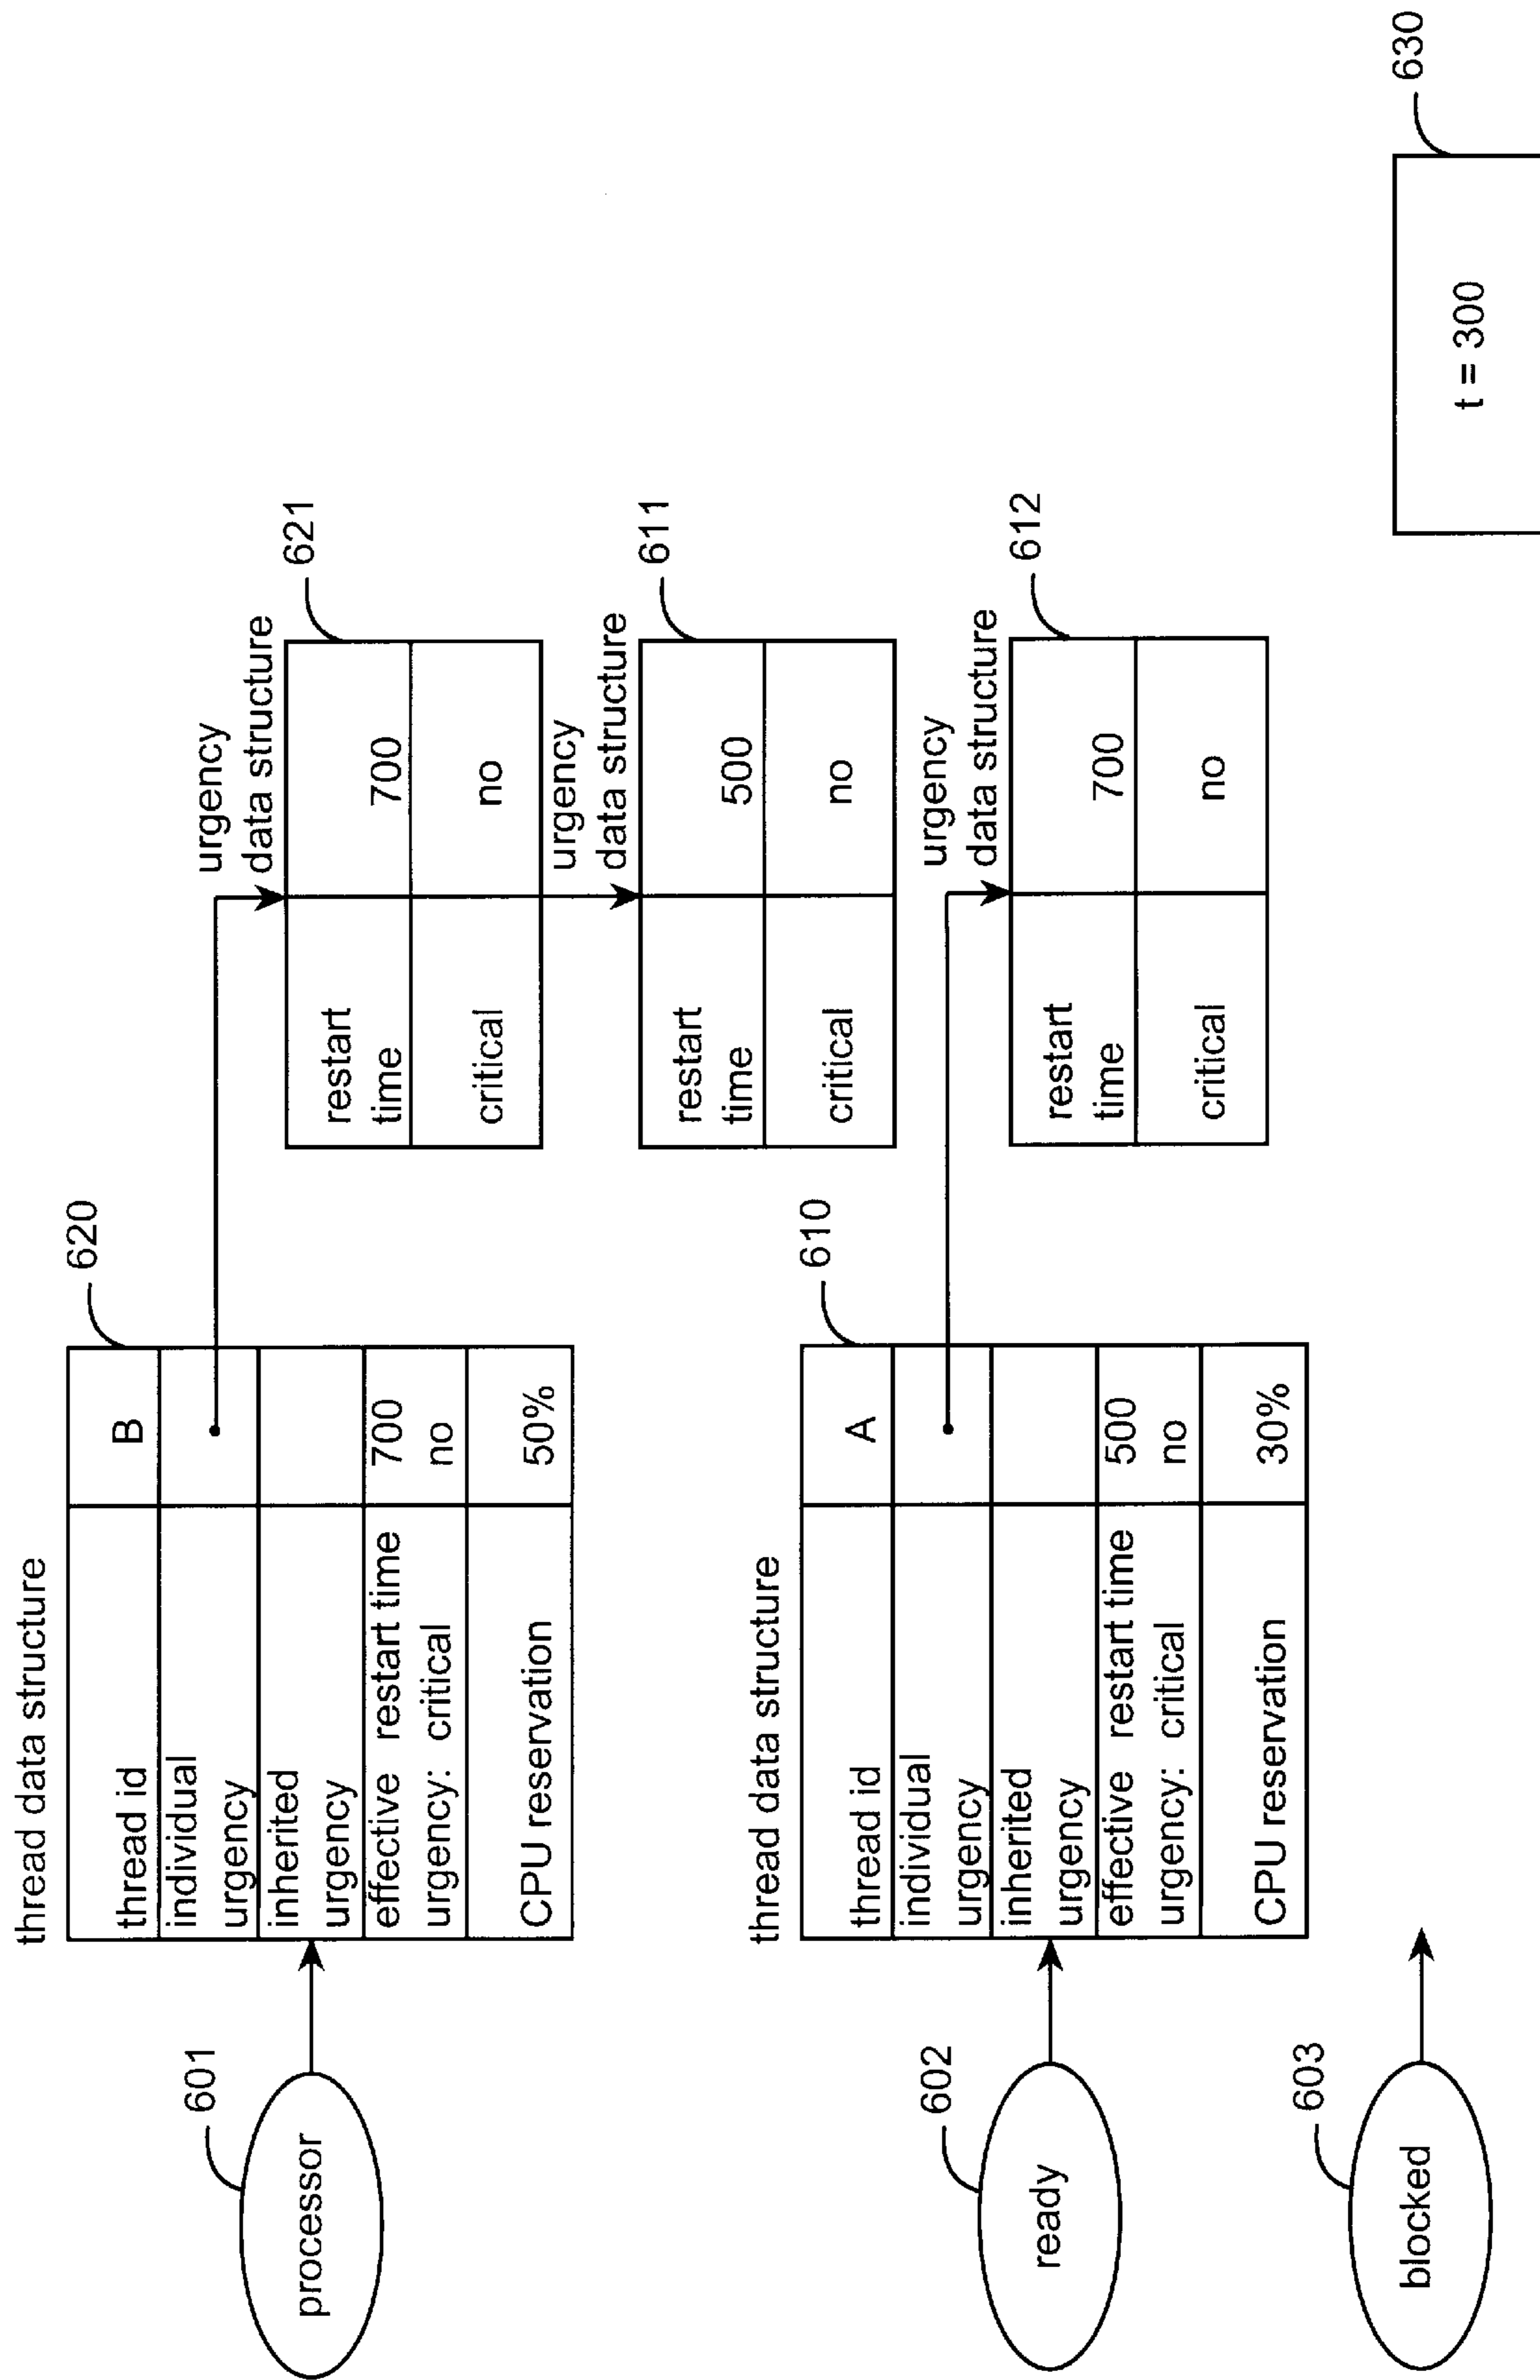 thread data structure
620
thread id B
individual
urgency
inherited
urgency
effective restart time 700
urgency: critical no
CPU reservation 50%
601
processor
urgency
data structure
621
restart
time
700
critical no
urgency
data structure
611
restart
time
500
critical no
thread data structure
610
thread id A
individual
urgency
inherited
urgency
effective restart time 500
urgency: critical no
CPU reservation 30%
602
ready
urgency
data structure
612
restart
time
700
critical no
603
blocked
630
t = 300